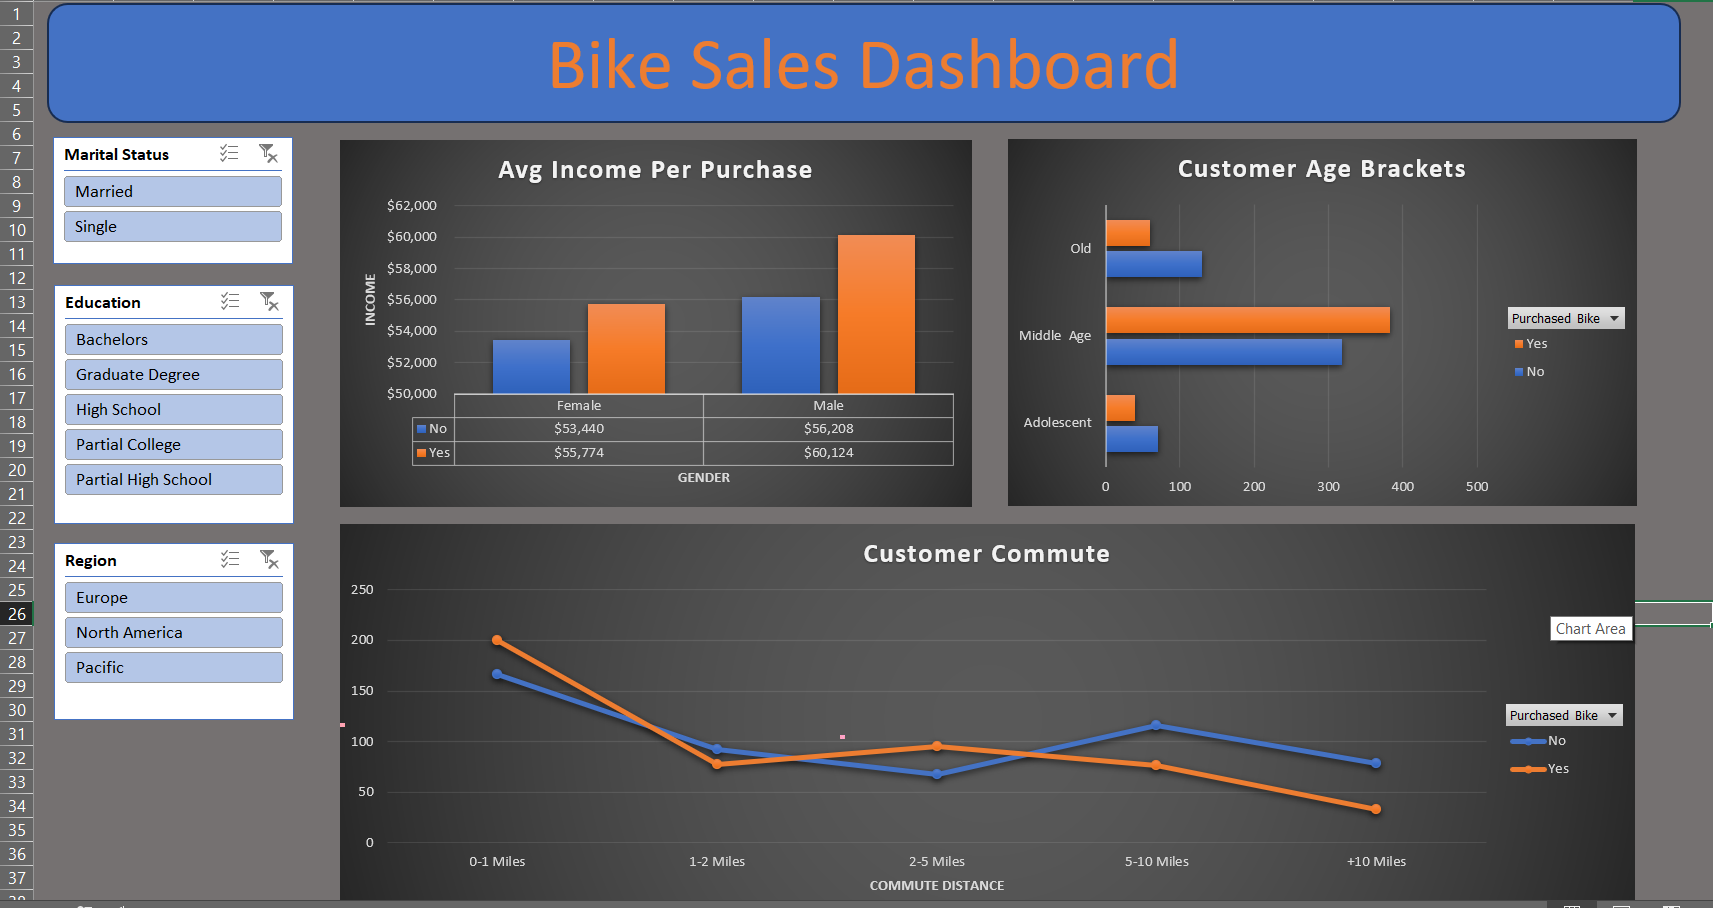 1
2
3
4
5
6
7
8
9
10
11
12
13
14
15
16
17
18
19
20
21
22
23
24
25
26
27
28
29
30
31
32
33
34
35
36
37
Bike Sales Dashboard
Marital Status
Married
Single
Education
Bachelors
Graduate Degree
High School
Partial College
Partial High School
Region
Europe
North America
Pacific
Avg Income Per Purchase
INCOME
$62,000
$60,000
$58,000
$56,000
$54,000
$52,000
$50,000
Female Male
No $53,440 $56,208
Yes $55,774 $60,124
GENDER
Customer Age Brackets
Old
Middle Age
Adolescent
0 100 200 300 400 500
Purchased Bike
Yes
No
Customer Commute
250
200
150
100
50
0
0-1 Miles 1-2 Miles 2-5 Miles 5-10 Miles +10 Miles
COMMUTE DISTANCE
Chart Area
Purchased Bike
No
Yes